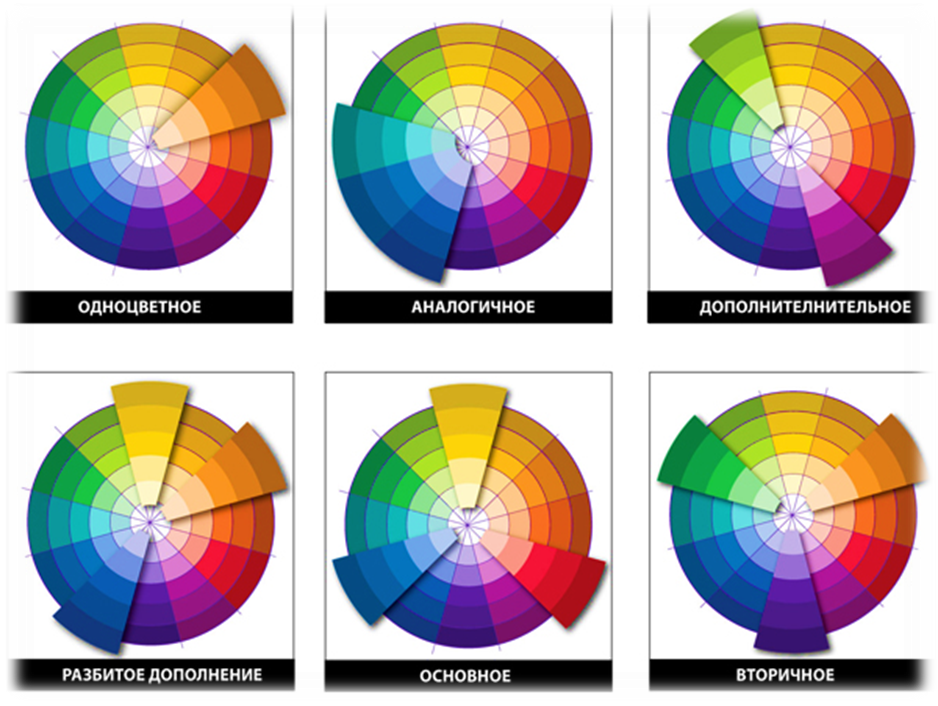 ОДНОЦВЕТНОЕ
АНАЛОГИЧНОЕ
ДОПОЛНИТЕЛНИТЕЛЬНОЕ
РАЗБИТОЕ ДОПОЛНЕНИЕ
ОСНОВНОЕ
ВТОРИЧНОЕ